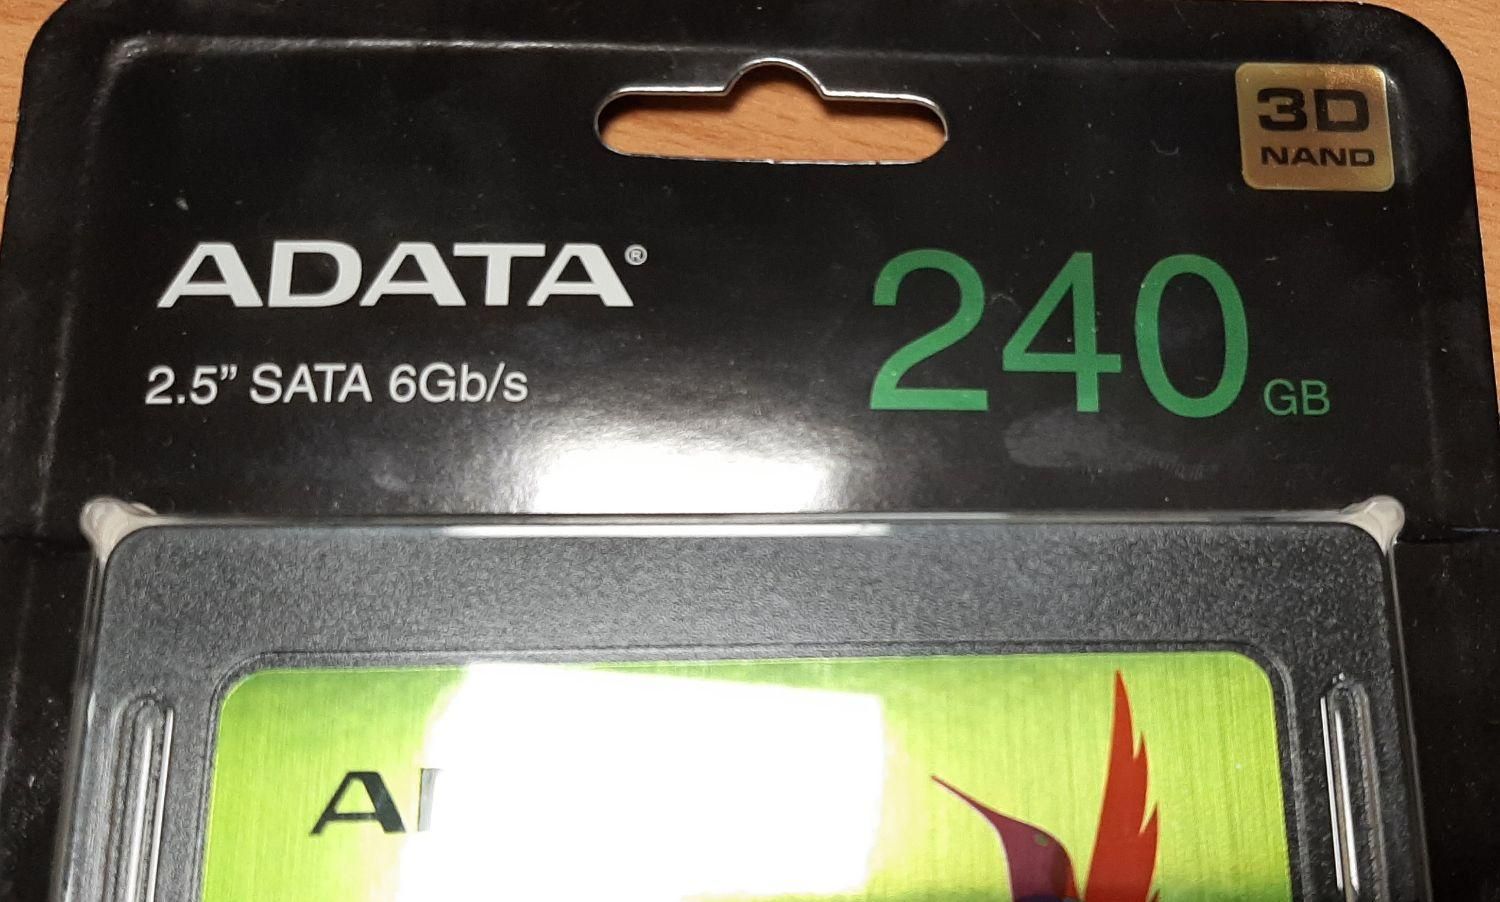 3D
NAND
ADATA®
240 GB
2.5” SATA 6Gb/s